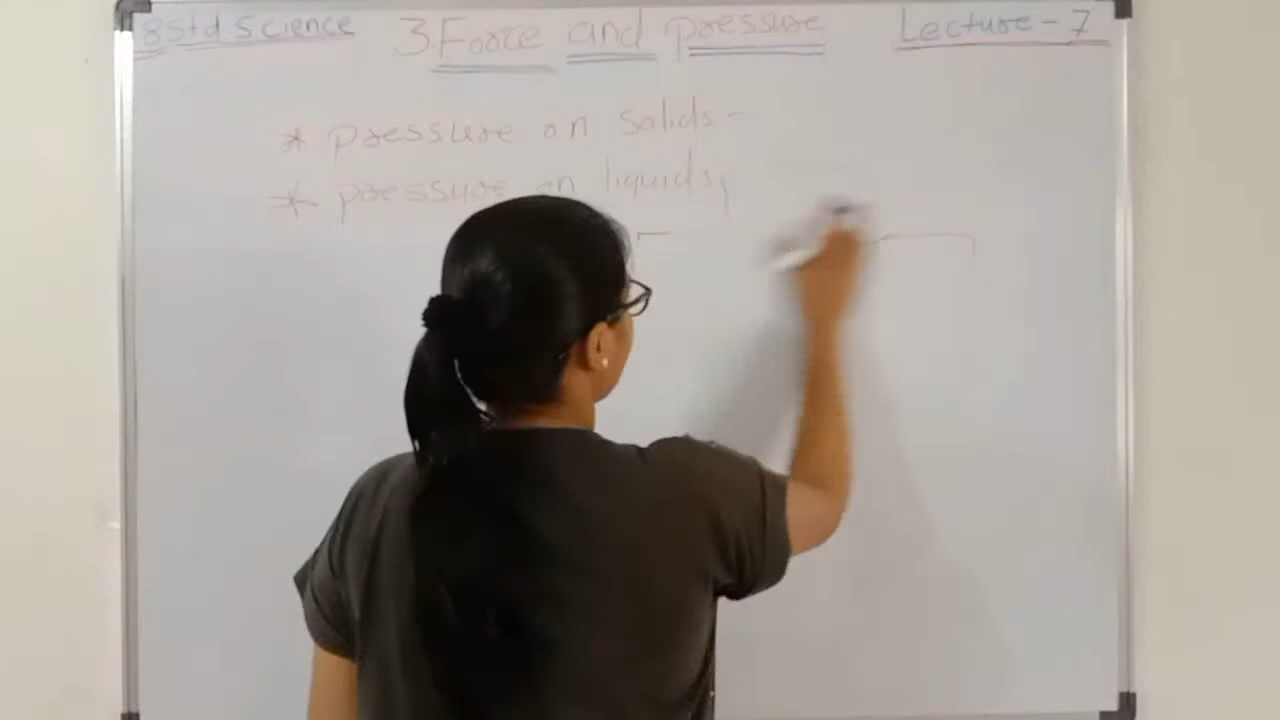 8std Science 3. Force and pressure Lecture - 7
* pressure on solids -
* pressure on liquids,